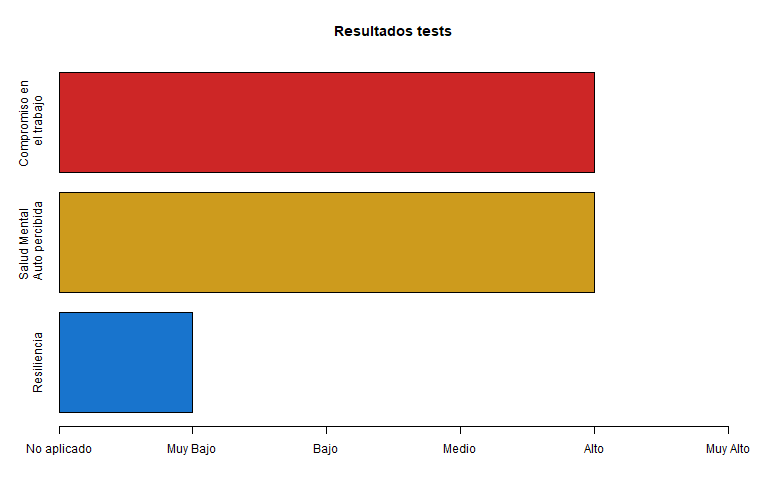 Resultados tests
Compromiso en
el trabajo
Salud Mental
Auto percibida
Resiliencia
No aplicado
Muy Bajo
Bajo
Medio
Alto
Muy Alto